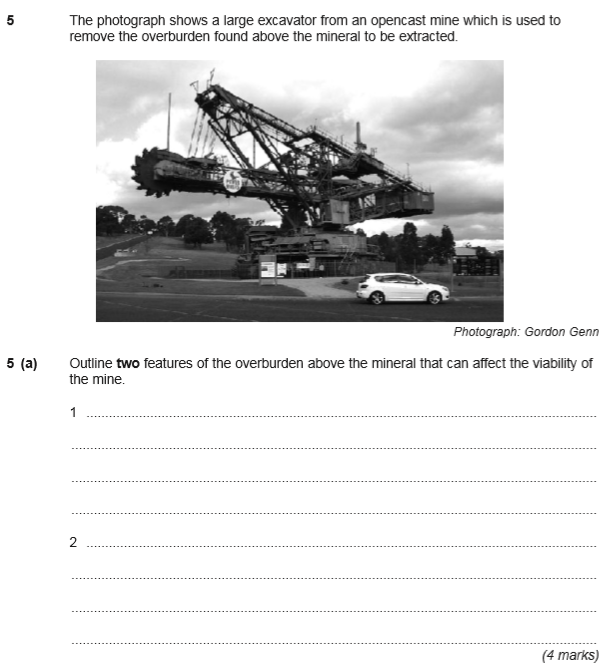 5 The photograph shows a large excavator from an opencast mine which is used to
remove the overburden found above the mineral to be extracted.
Photograph: Gordon Genn
5 (a) Outline two features of the overburden above the mineral that can affect the viability of
the mine.
1
2
(4 marks)